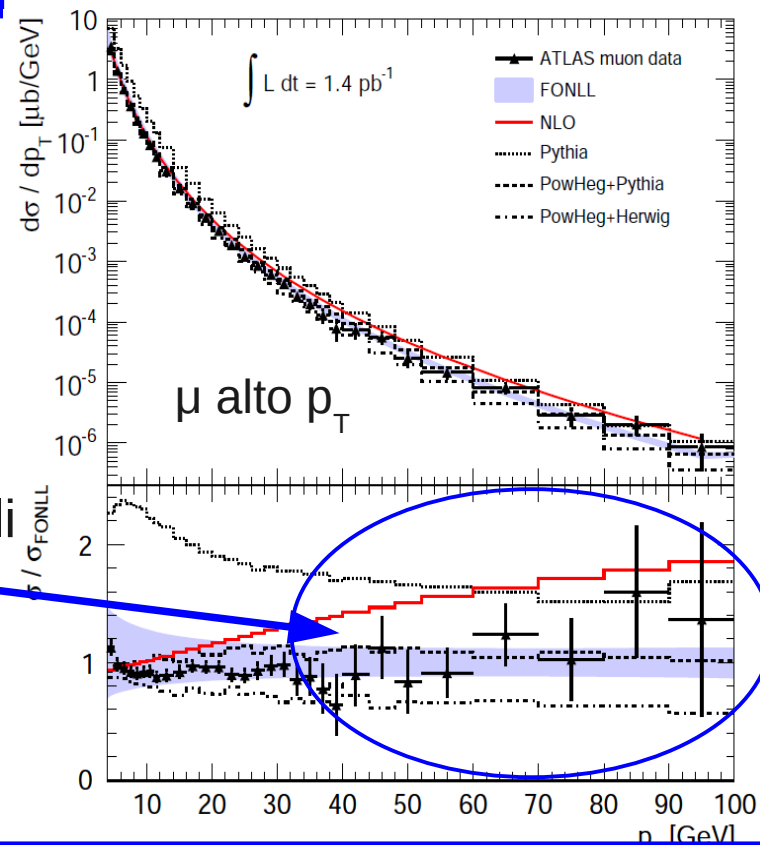 10
1
10⁻¹
10⁻²
10⁻³
10⁻⁴
10⁻⁵
10⁻⁶
dσ / dp_T [μb/GeV]
∫ L dt = 1.4 pb⁻¹
ATLAS muon data
FONLL
NLO
Pythia
PowHeg+Pythia
PowHeg+Herwig
μ alto p_T
2
1
0
/ σ_FONLL
10 20 30 40 50 60 70 80 90 100
[GeV]